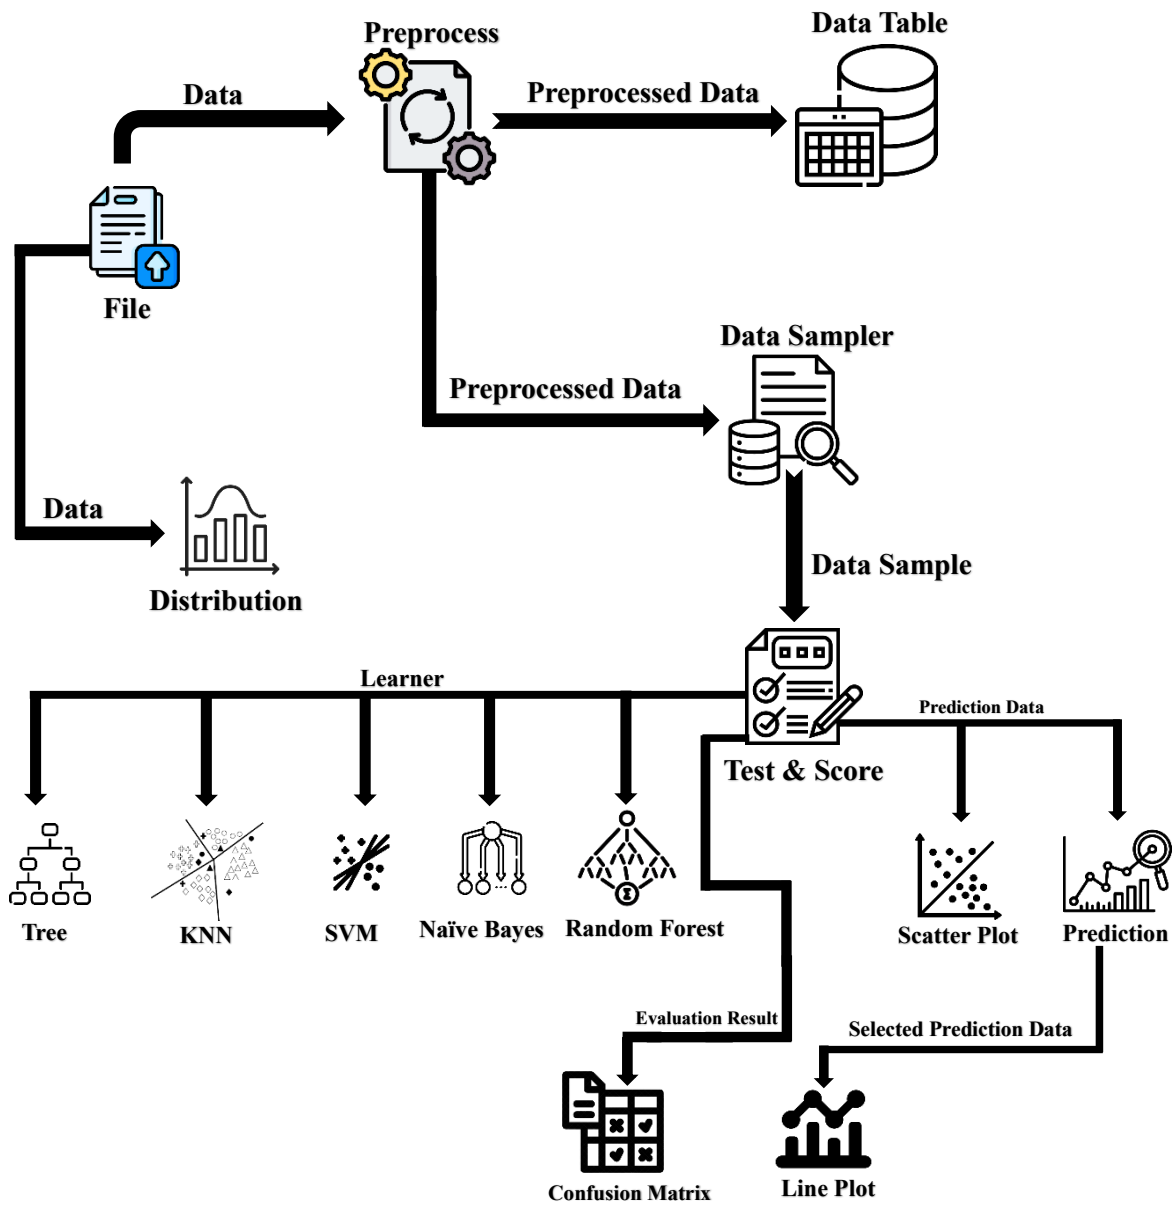 Preprocess
Data Table
Data
Preprocessed Data
File
Data Sampler
Preprocessed Data
Data
Data Sample
Distribution
Learner
Prediction Data
Test & Score
Tree
KNN
SVM
Naïve Bayes
Random Forest
Scatter Plot
Prediction
Evaluation Result
Selected Prediction Data
Confusion Matrix
Line Plot